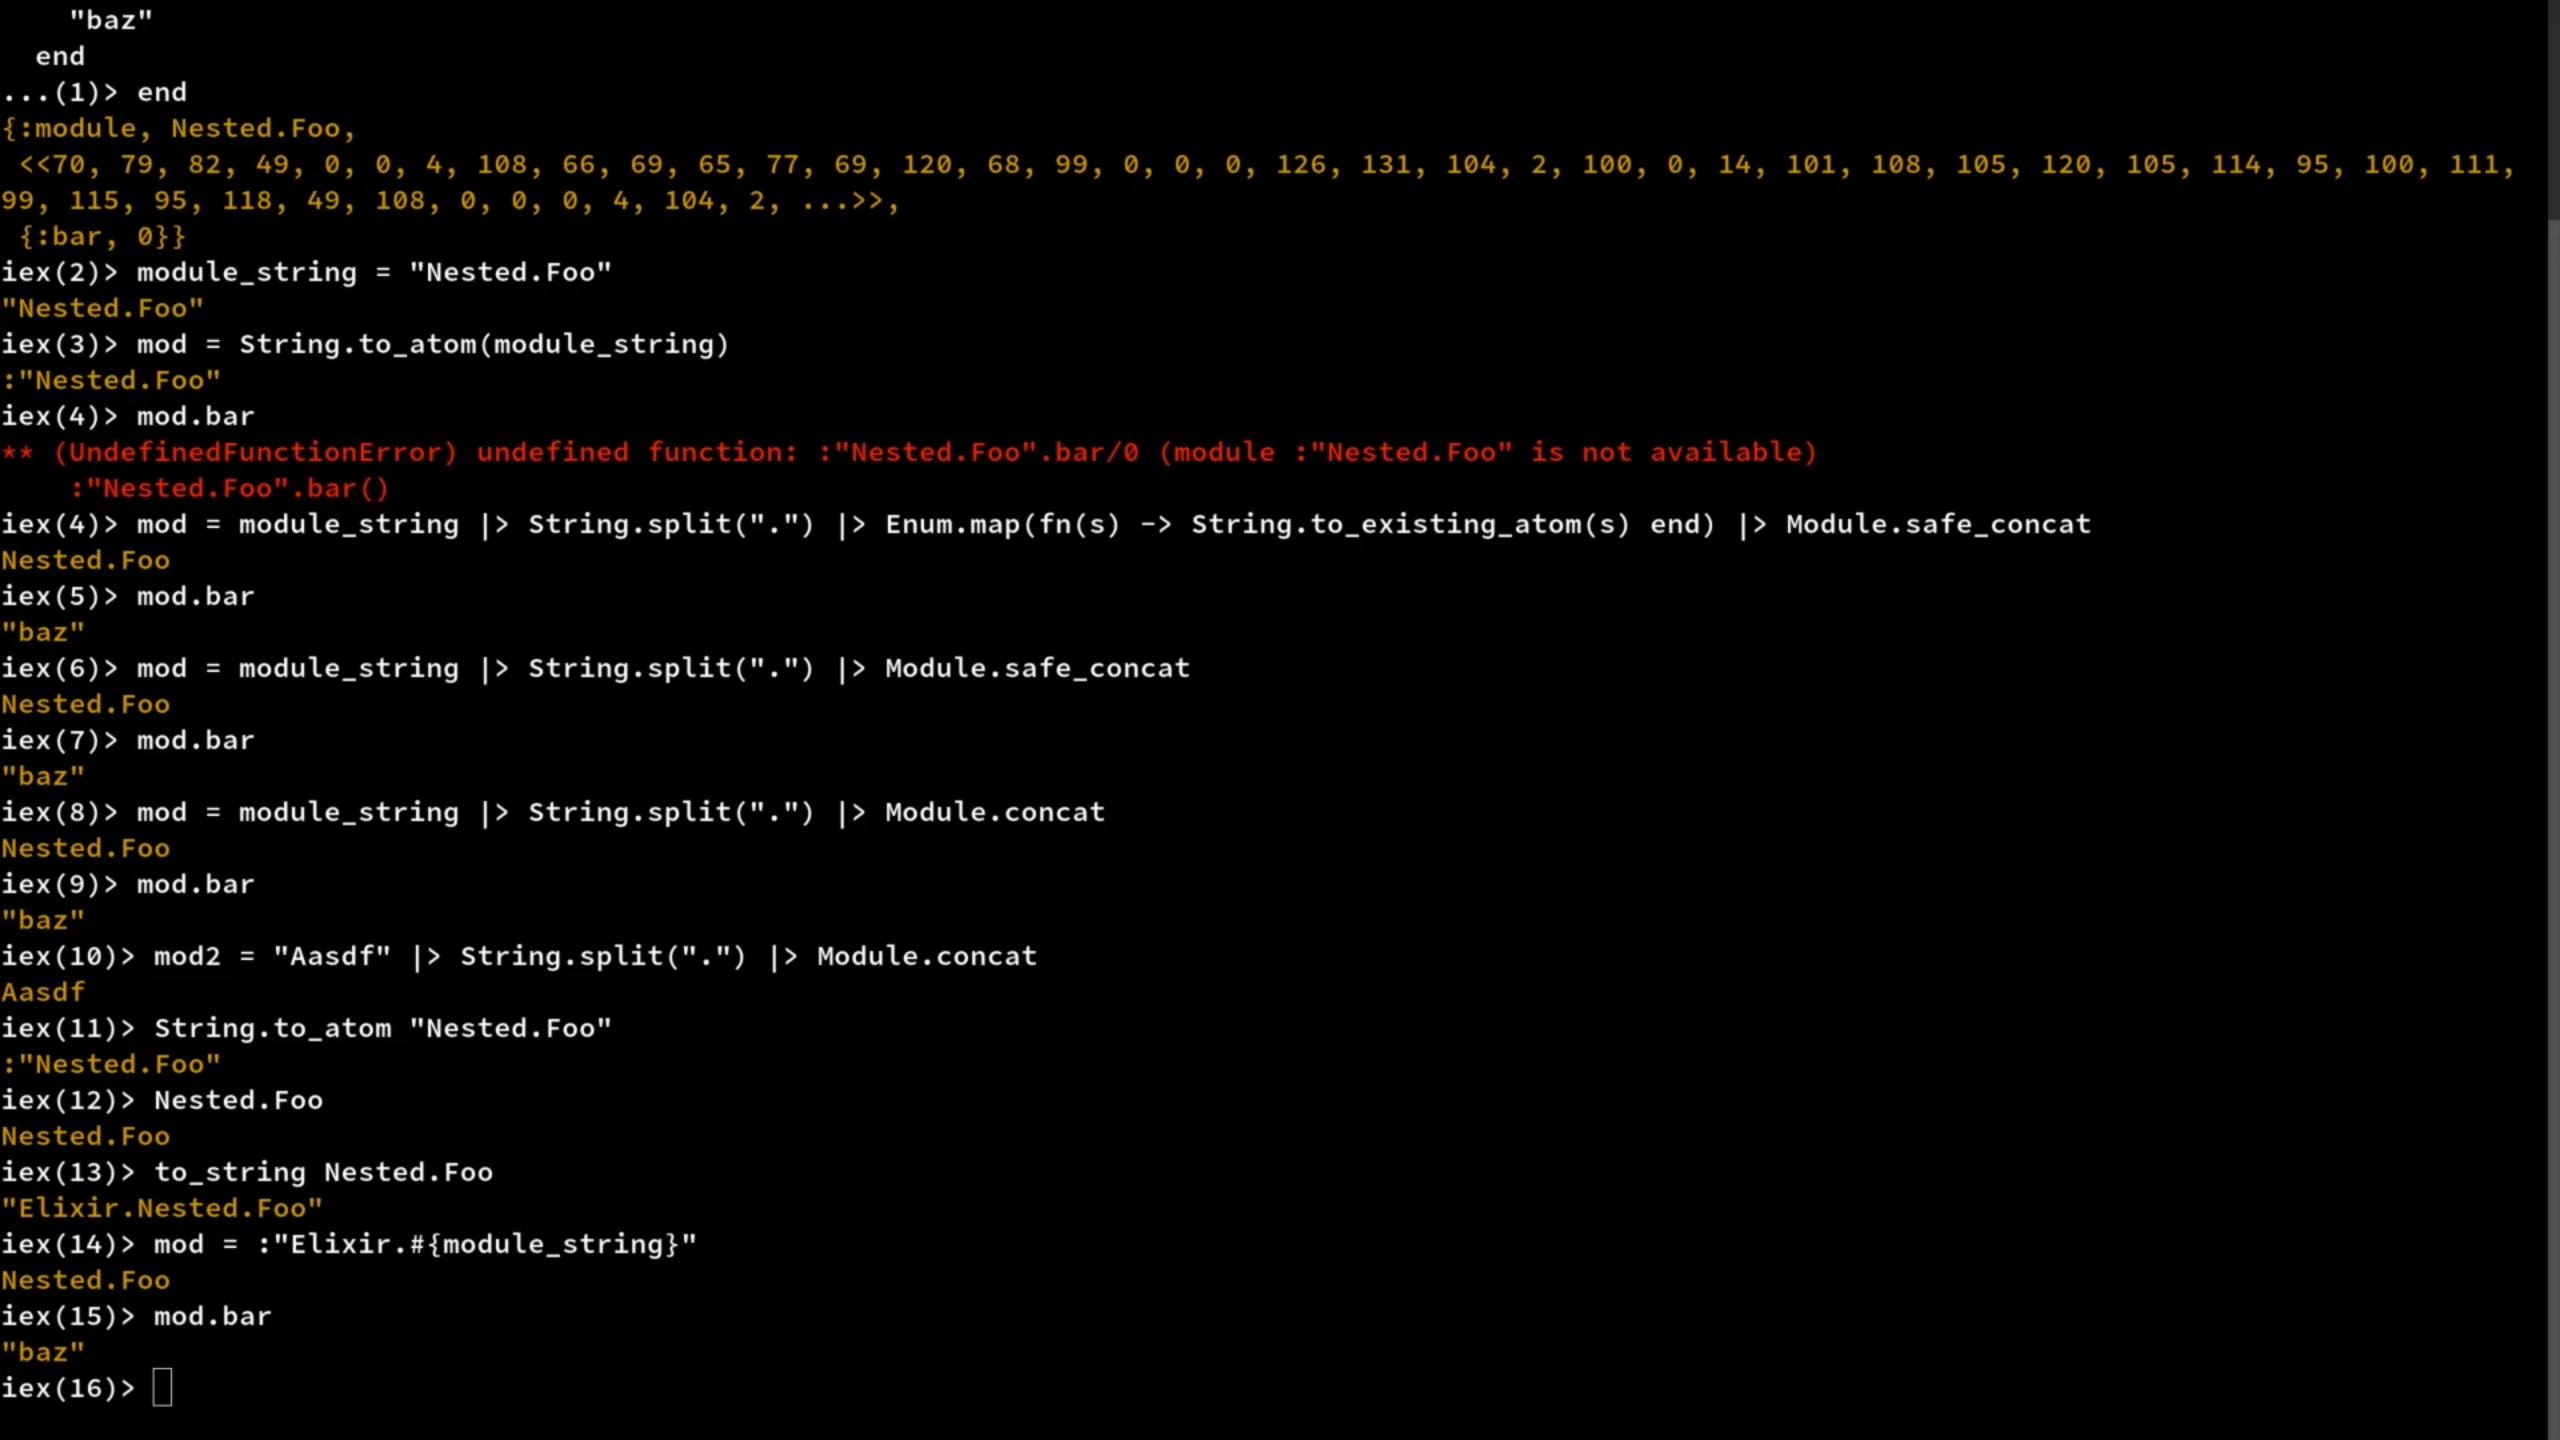 "baz"
end
...(1)> end
{:module, Nested.Foo,
<<70, 79, 82, 49, 0, 0, 4, 108, 66, 69, 65, 77, 69, 120, 68, 99, 0, 0, 0, 126, 131, 104, 2, 100, 0, 14, 101, 108, 105, 120, 105, 114, 95, 100, 111,
99, 115, 95, 118, 49, 108, 0, 0, 0, 4, 104, 2, ...>>,
{:bar, 0}}
iex(2)> module_string = "Nested.Foo"
"Nested.Foo"
iex(3)> mod = String.to_atom(module_string)
:"Nested.Foo"
iex(4)> mod.bar
** (UndefinedFunctionError) undefined function: :"Nested.Foo".bar/0 (module :"Nested.Foo" is not available)
:"Nested.Foo".bar()
iex(4)> mod = module_string |> String.split(".") |> Enum.map(fn(s) -> String.to_existing_atom(s) end) |> Module.safe_concat
Nested.Foo
iex(5)> mod.bar
"baz"
iex(6)> mod = module_string |> String.split(".") |> Module.safe_concat
Nested.Foo
iex(7)> mod.bar
"baz"
iex(8)> mod = module_string |> String.split(".") |> Module.concat
Nested.Foo
iex(9)> mod.bar
"baz"
iex(10)> mod2 = "Aasdf" |> String.split(".") |> Module.concat
Aasdf
iex(11)> String.to_atom "Nested.Foo"
:"Nested.Foo"
iex(12)> Nested.Foo
Nested.Foo
iex(13)> to_string Nested.Foo
"Elixir.Nested.Foo"
iex(14)> mod = :"Elixir.#{module_string}"
Nested.Foo
iex(15)> mod.bar
"baz"
iex(16)>